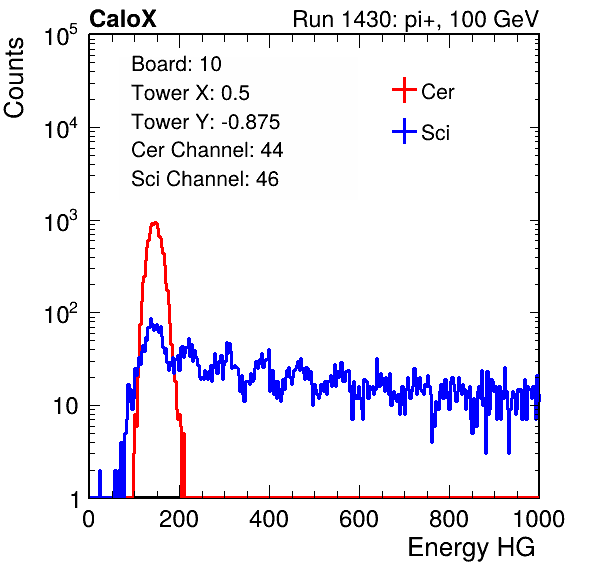 CaloX Run 1430: pi+, 100 GeV
Counts
10^5
10^4
10^3
10^2
10
1
Board: 10
Tower X: 0.5
Tower Y: -0.875
Cer Channel: 44
Sci Channel: 46
Cer
Sci
0 200 400 600 800 1000
Energy HG